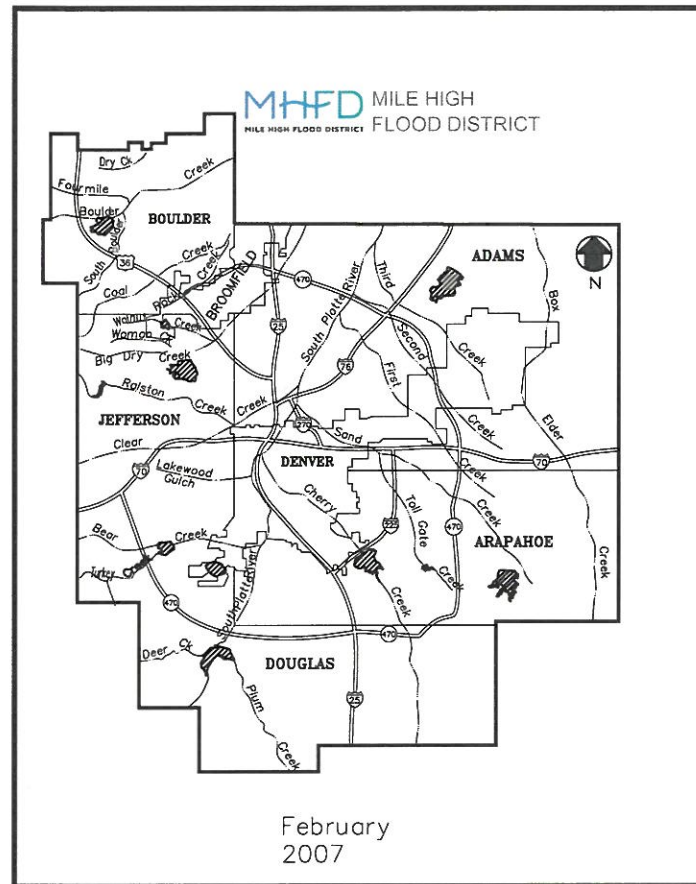 MHFD
MILE HIGH FLOOD DISTRICT
MILE HIGH
FLOOD DISTRICT
Dry Ck
Creek
Fourmile
Boulder
BOULDER
South Boulder
36
Creek
Coal
Rock Creek
BROOMFIELD
470
25
South Platte River
Third
ADAMS
N
Box
Walnut Creek
Woman Ck
Second
76
Creek
Big Dry Creek
First
Ralston
Creek
JEFFERSON
Creek
270
Sand
Creek
Elder
Clear
70
DENVER
70
Lakewood
Gulch
Creek
Cherry
Toll Gate
Creek
225
470
Bear
Creek
ARAPAHOE
Turkey
Creek
Creek
Creek
470
South Platte River
470
Deer Ck
DOUGLAS
25
Plum
Creek
February
2007